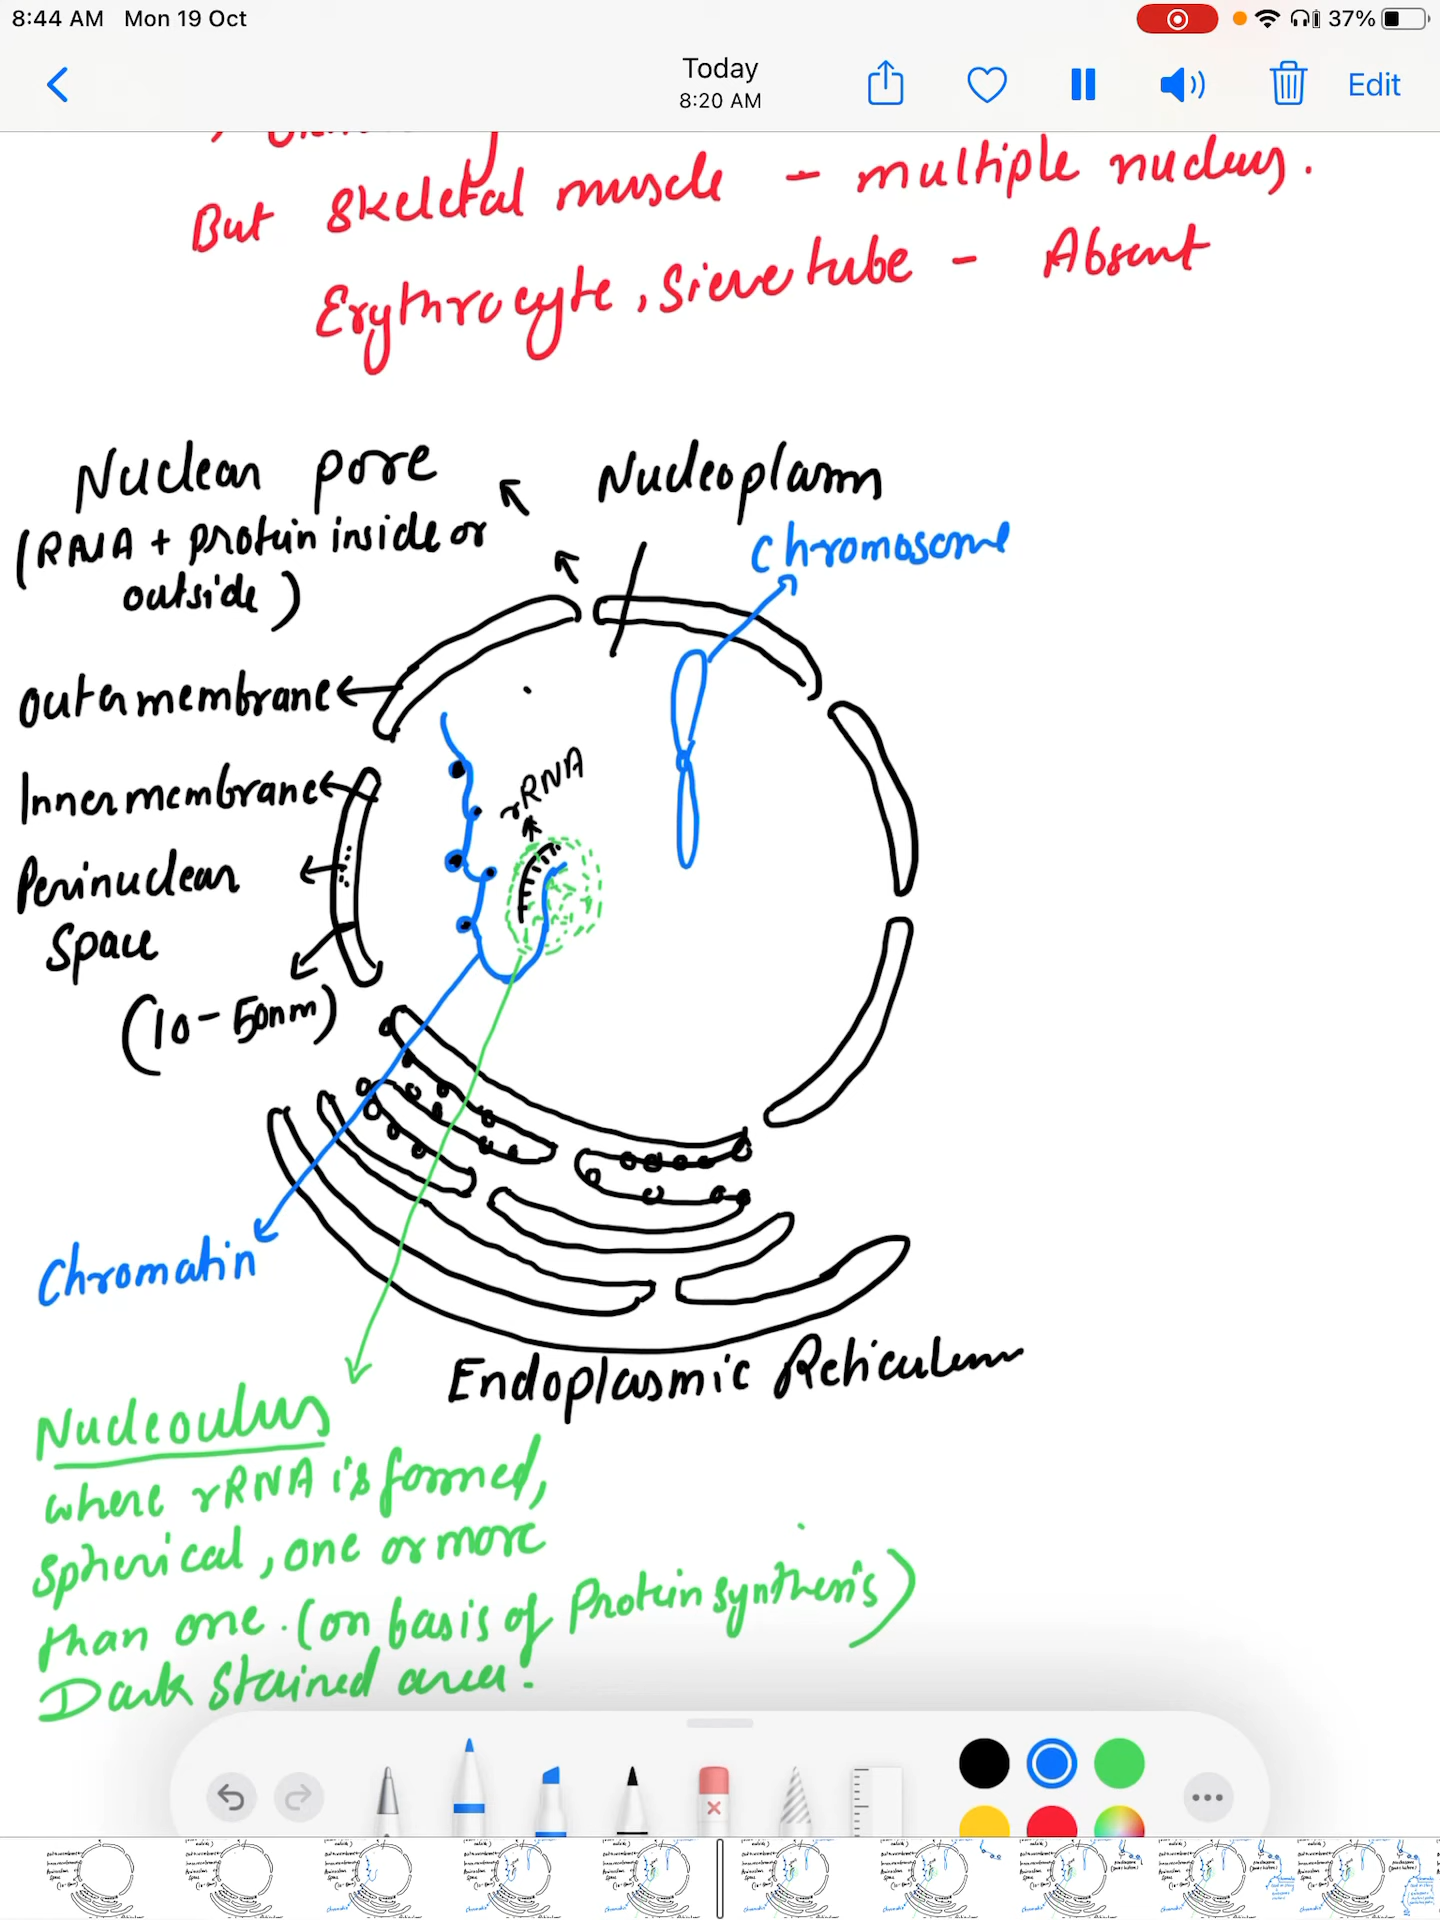 8:44 AM Mon 19 Oct
37%
Today
8:20 AM
Edit
But Skeletal muscle - multiple nucleus.
Erythrocyte, Sieve tube - Absent
Nuclear pore
(RNA + protein inside or
outside)
Nucleoplasm
Chromosome
Outer membrane
Inner membrane
rRNA
Perinuclear
Space
(10-50nm)
Chromatin
Endoplasmic Reticulum
Nucleoulus
where rRNA is formed,
Spherical, one or more
than one. (on basis of Protein synthesis)
Dark Stained area.